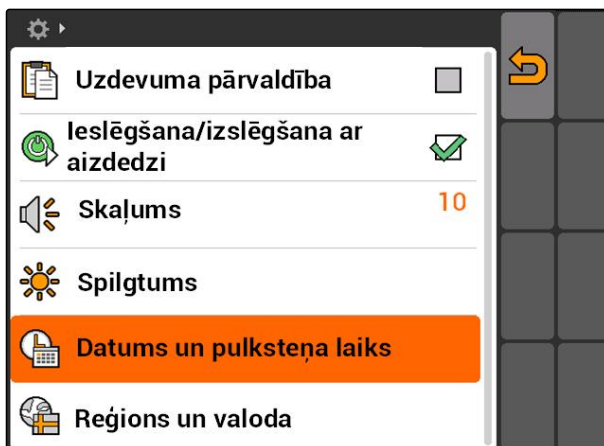 Uzdevuma pārvaldība
Ieslēgšana/izslēgšana ar
aizdedzi
Skaļums
10
Spilgtums
Datums un pulksteņa laiks
Reģions un valoda